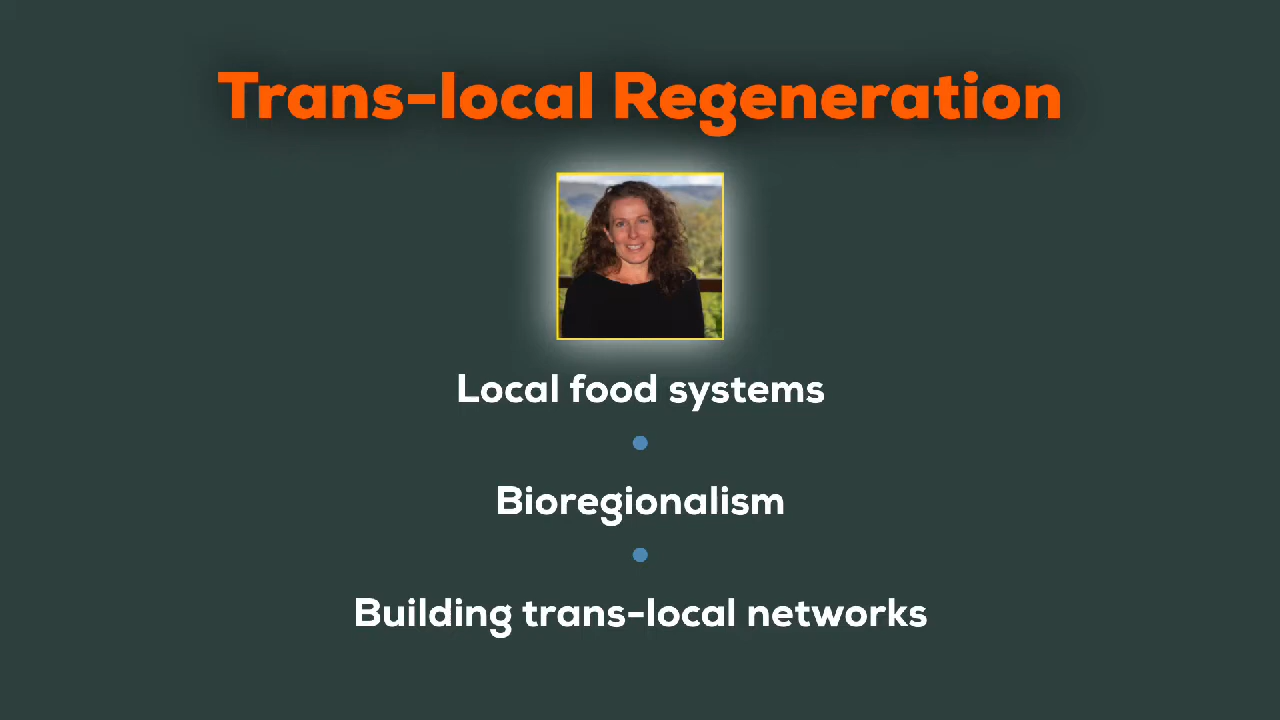 Trans-local Regeneration
Local food systems
Bioregionalism
Building trans-local networks